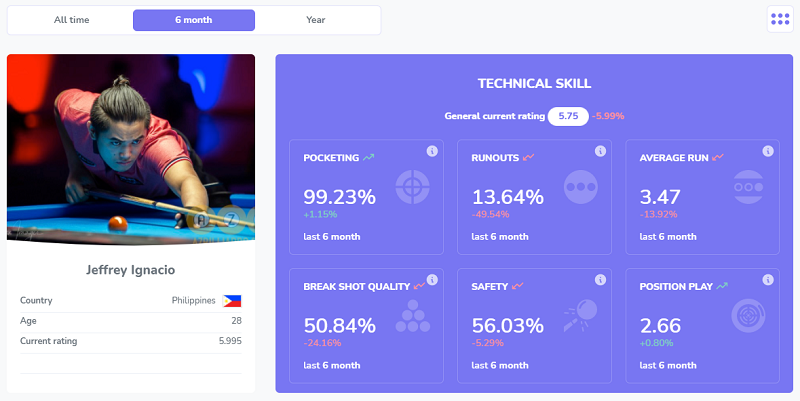 All time
6 month
Year
TECHNICAL SKILL
General current rating 5.75 -5.99%
POCKETING
99.23%
+1.15%
last 6 month
RUNOUTS
13.64%
-49.54%
last 6 month
AVERAGE RUN
3.47
-13.92%
last 6 month
Jeffrey Ignacio
Country Philippines
Age 28
Current rating 5.995
BREAK SHOT QUALITY
50.84%
-24.16%
last 6 month
SAFETY
56.03%
-5.29%
last 6 month
POSITION PLAY
2.66
+0.80%
last 6 month